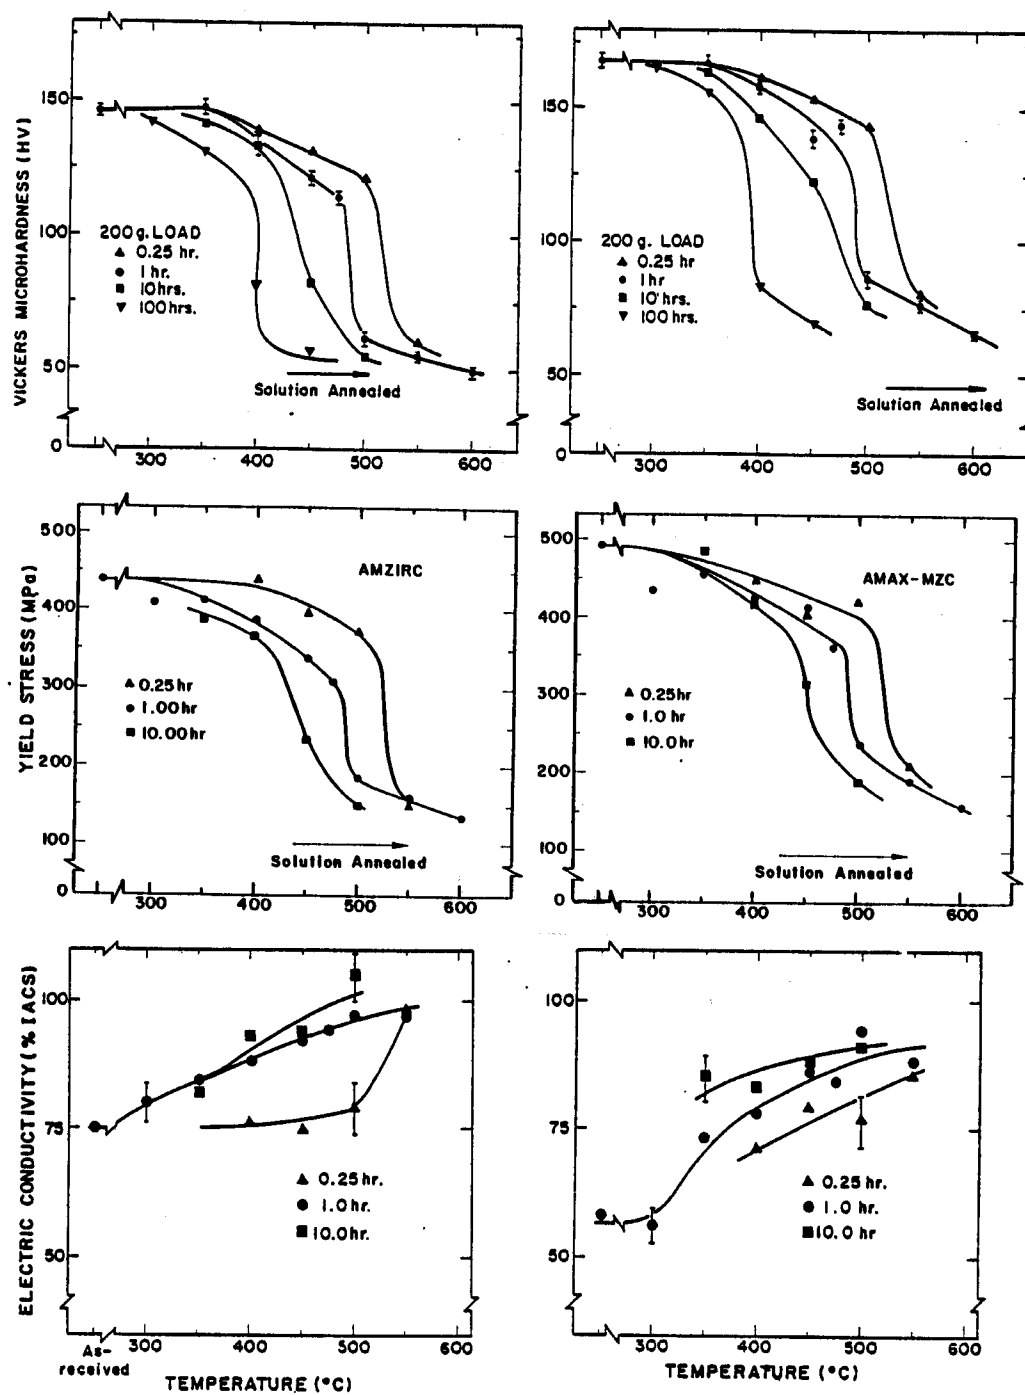 VICKERS MICROHARDNESS (HV)
150
100
50
0
200 g. LOAD
▲ 0.25 hr.
● 1 hr.
■ 10 hrs.
▼ 100 hrs.
Solution Annealed
300
400
500
600
150
100
50
0
200 g. LOAD
▲ 0.25 hr
● 1 hr
■ 10 hrs.
▼ 100 hrs.
Solution Annealed
300
400
500
600
YIELD STRESS (MPa)
500
400
300
200
100
0
AMZIRC
▲ 0.25 hr
● 1.00 hr
■ 10.00 hr
Solution Annealed
300
400
500
600
500
400
300
200
100
0
AMAX-MZC
▲ 0.25 hr
● 1.0 hr
■ 10.0 hr
Solution Annealed
300
400
500
600
ELECTRIC CONDUCTIVITY (% IACS)
100
75
50
▲ 0.25 hr.
● 1.0 hr.
■ 10.0 hr.
As-
received
300
400
500
600
TEMPERATURE (°C)
100
75
50
▲ 0.25 hr.
● 1.0 hr.
■ 10.0 hr
300
400
500
600
TEMPERATURE (°C)